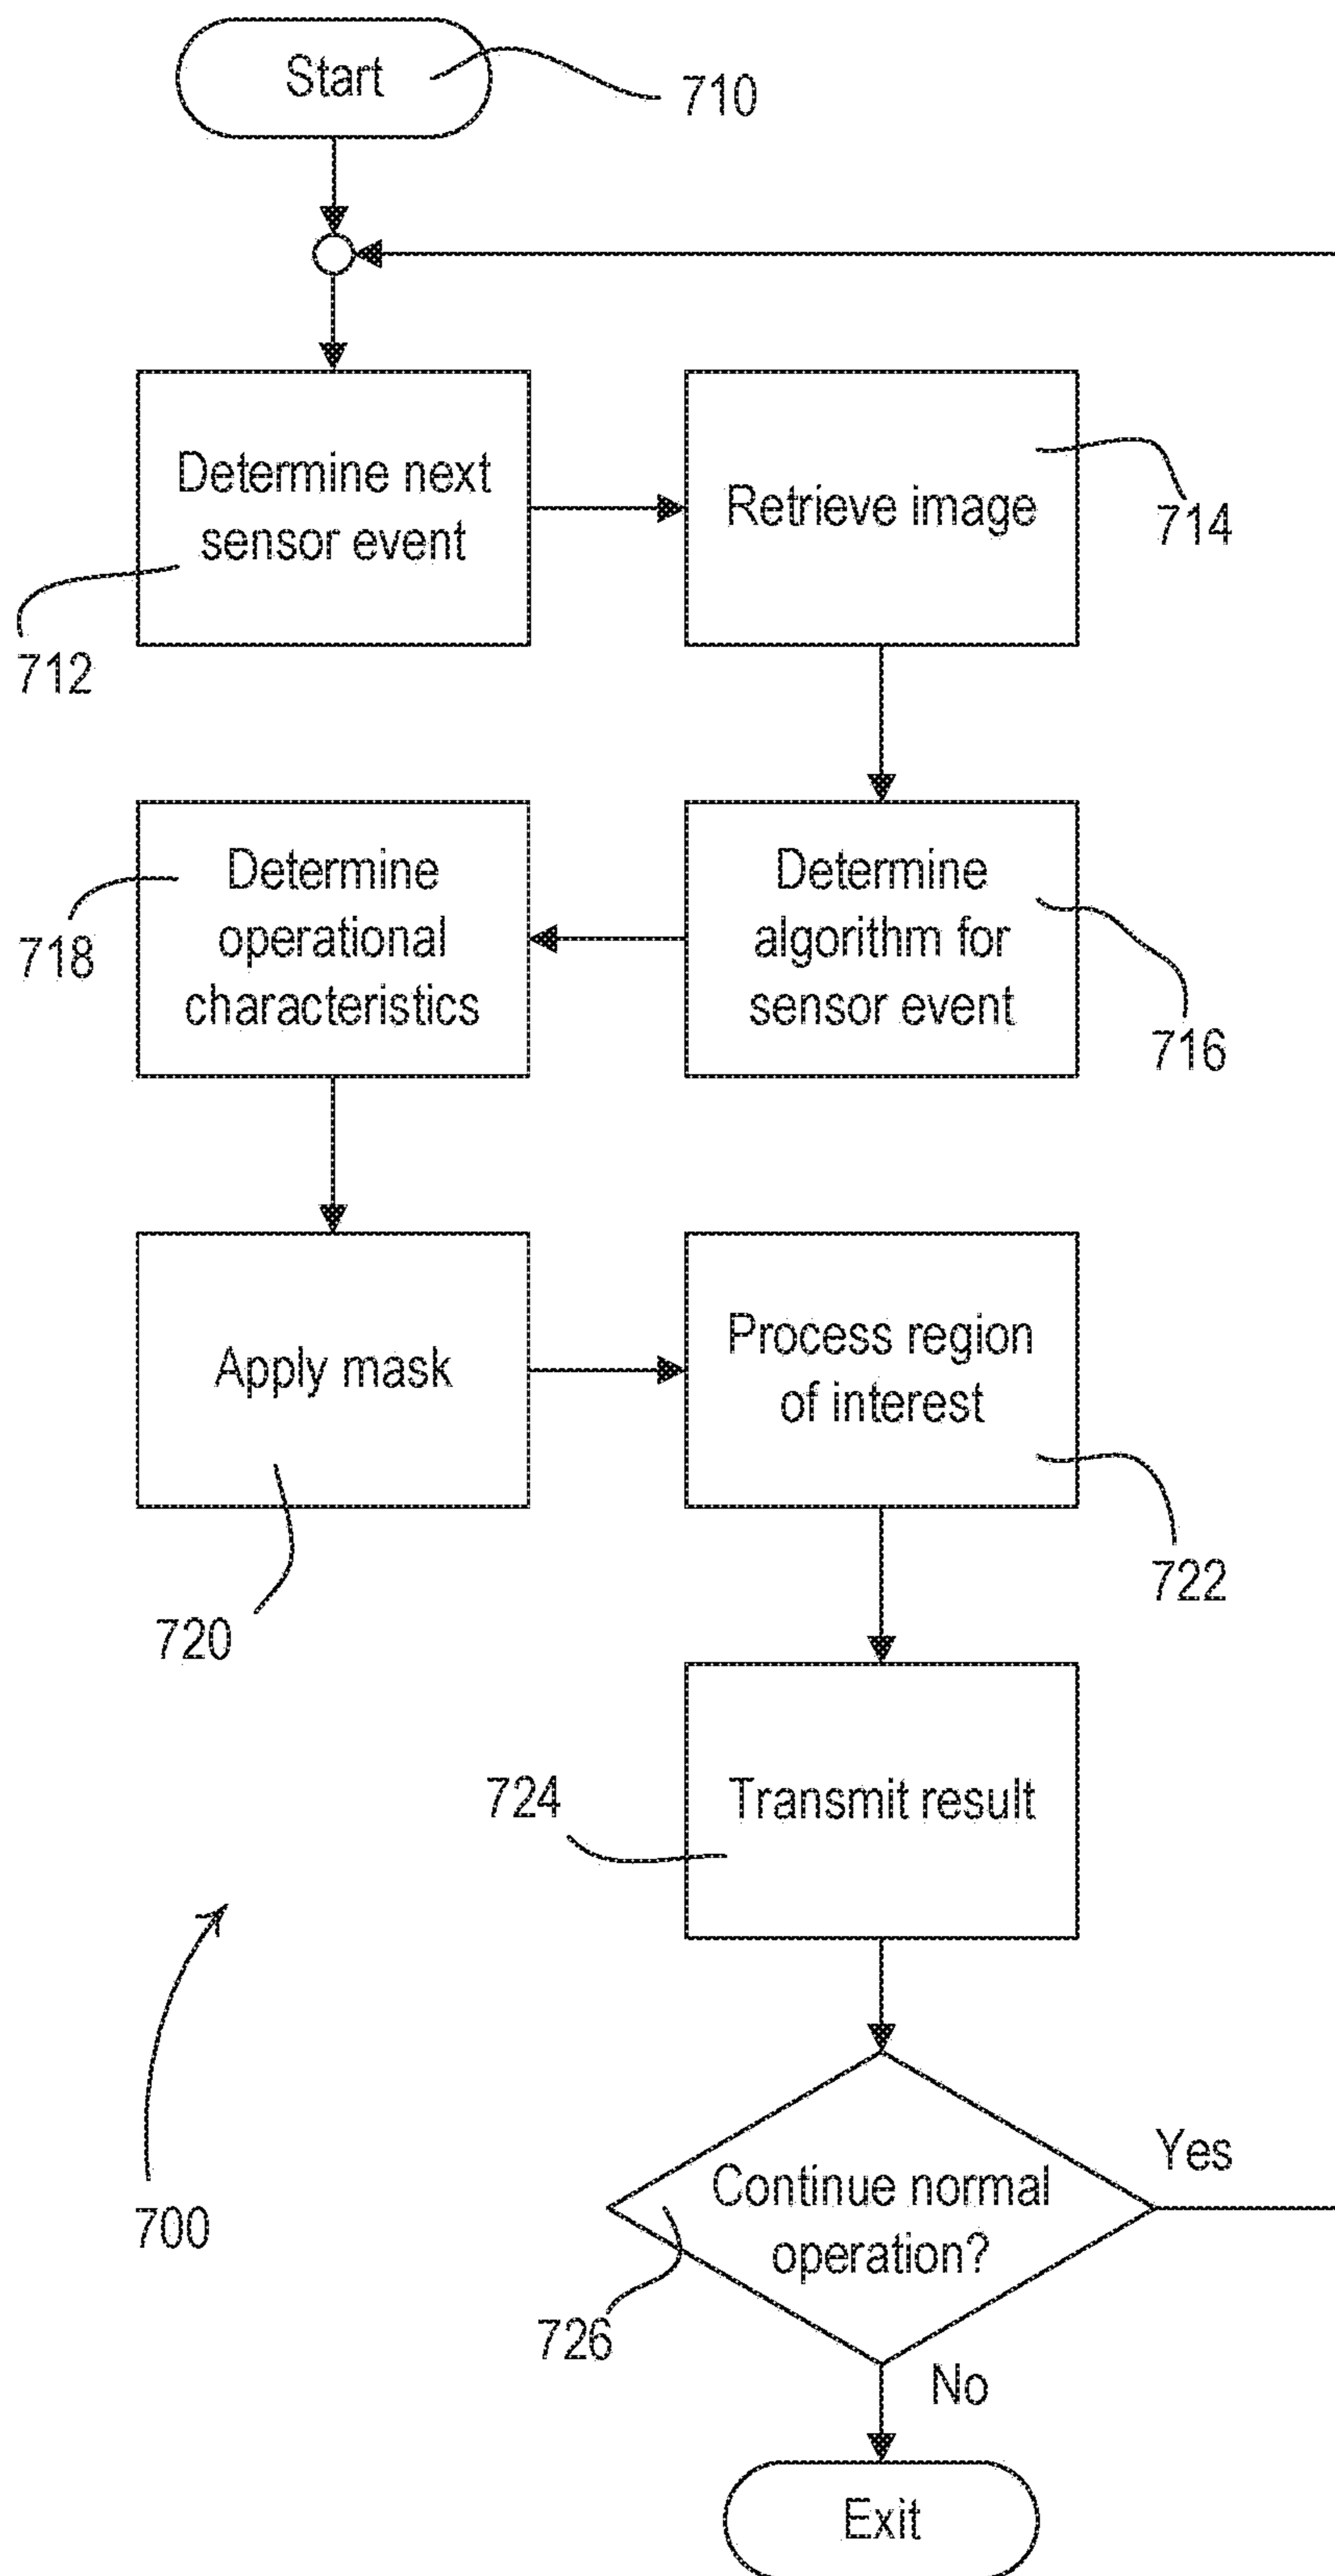 Start
710
Determine next
sensor event
712
Retrieve image
714
Determine
algorithm for
sensor event
716
Determine
operational
characteristics
718
Apply mask
720
Process region
of interest
722
Transmit result
724
700
Continue normal
operation?
726
Yes
No
Exit